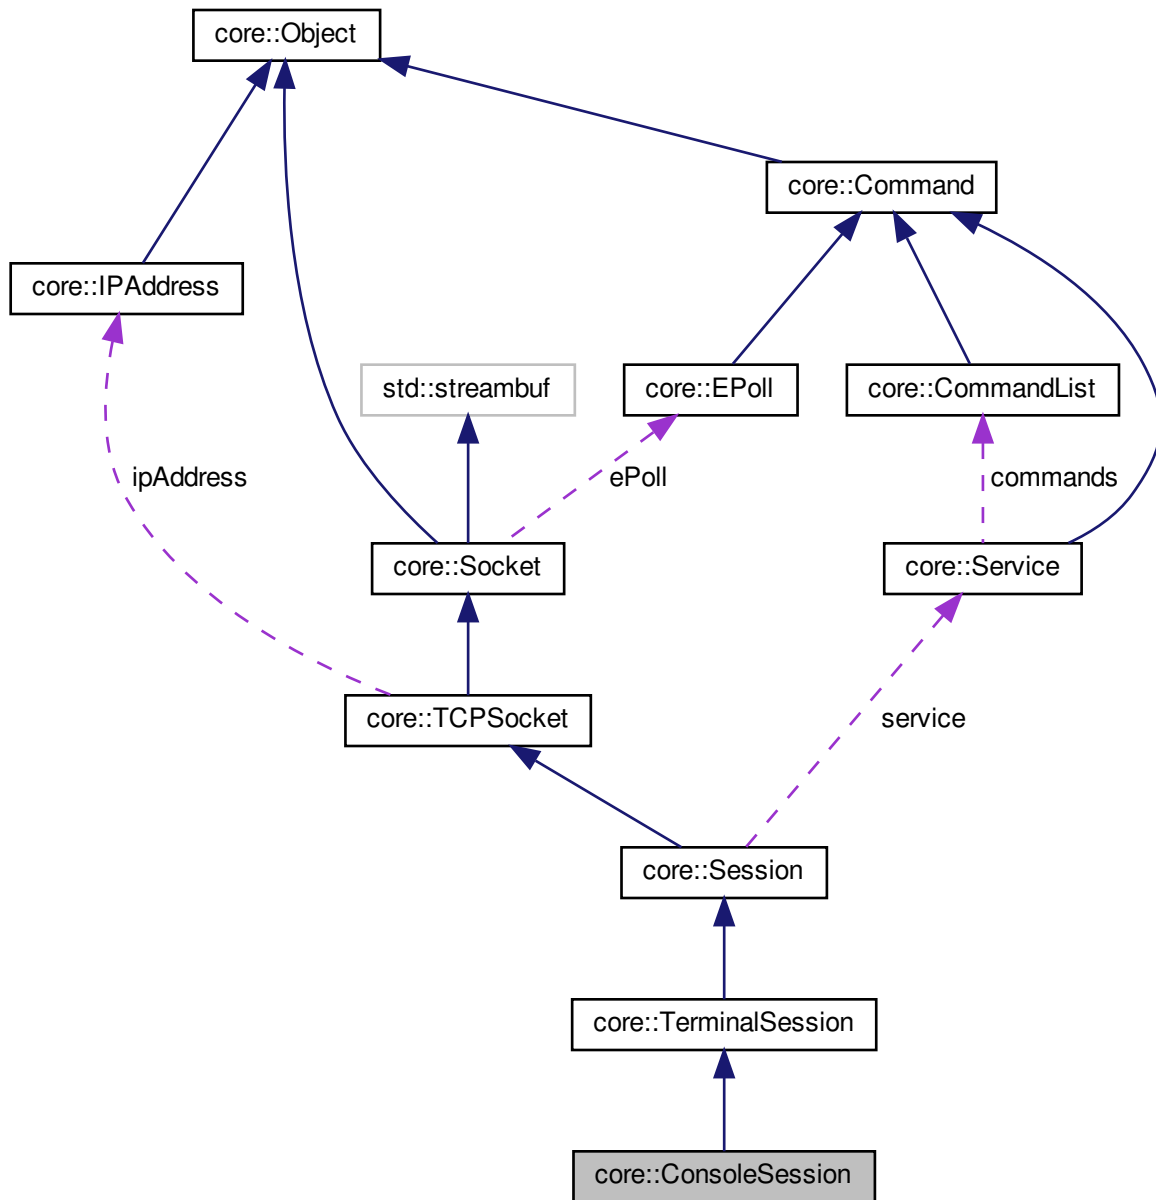 core::Object
core::Command
core::IPAddress
std::streambuf
core::EPoll
core::CommandList
ipAddress
ePoll
commands
core::Socket
core::Service
core::TCPSocket
service
core::Session
core::TerminalSession
core::ConsoleSession